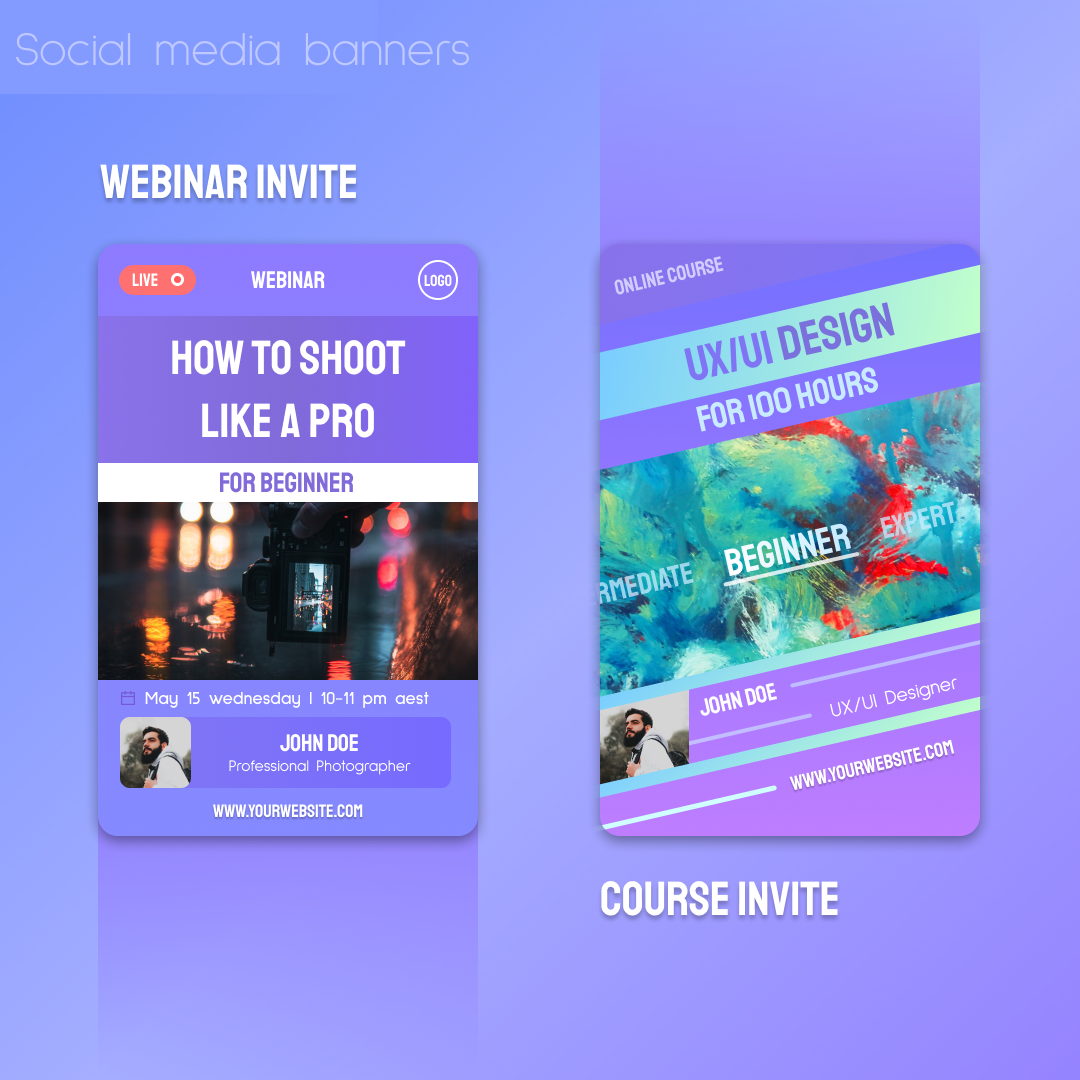 Social media banners
WEBINAR INVITE
LIVE
WEBINAR
LOGO
HOW TO SHOOT
LIKE A PRO
FOR BEGINNER
May 15 wednesday | 10-11 pm aest
JOHN DOE
Professional Photographer
WWW.YOURWEBSITE.COM
ONLINE COURSE
UX/UI DESIGN
FOR 100 HOURS
RMEDIATE BEGINNER EXPERT
JOHN DOE
UX/UI Designer
WWW.YOURWEBSITE.COM
COURSE INVITE